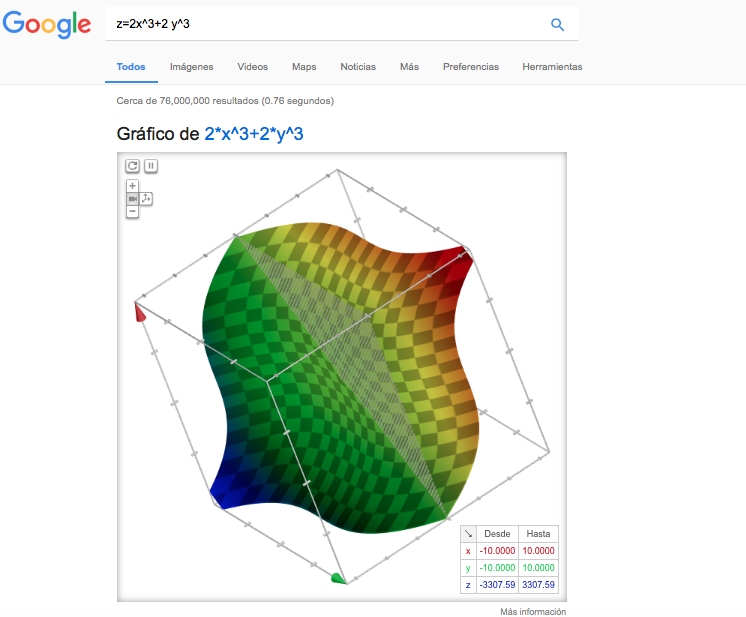 Google
z=2x^3+2 y^3
Todos Imágenes Videos Maps Noticias Más Preferencias Herramientas
Cerca de 76,000,000 resultados (0.76 segundos)
Gráfico de 2*x^3+2*y^3
Desde Hasta
x -10.0000 10.0000
y -10.0000 10.0000
z -3307.59 3307.59
Más información